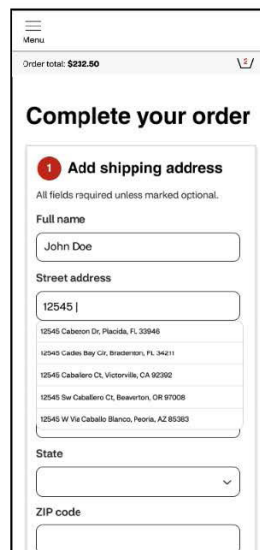 Menu
Order total: $232.50
2
Complete your order
1 Add shipping address
All fields required unless marked optional.
Full name
John Doe
Street address
12545 |
12545 Caberon Dr, Placida, FL 33946
12545 Cades Bay Cir, Bradenton, FL 34211
12545 Cabalero Ct, Victorville, CA 92392
12545 Sw Caballero Ct, Beaverton, OR 97008
12545 W Via Caballo Blanco, Peoria, AZ 85383
State
ZIP code